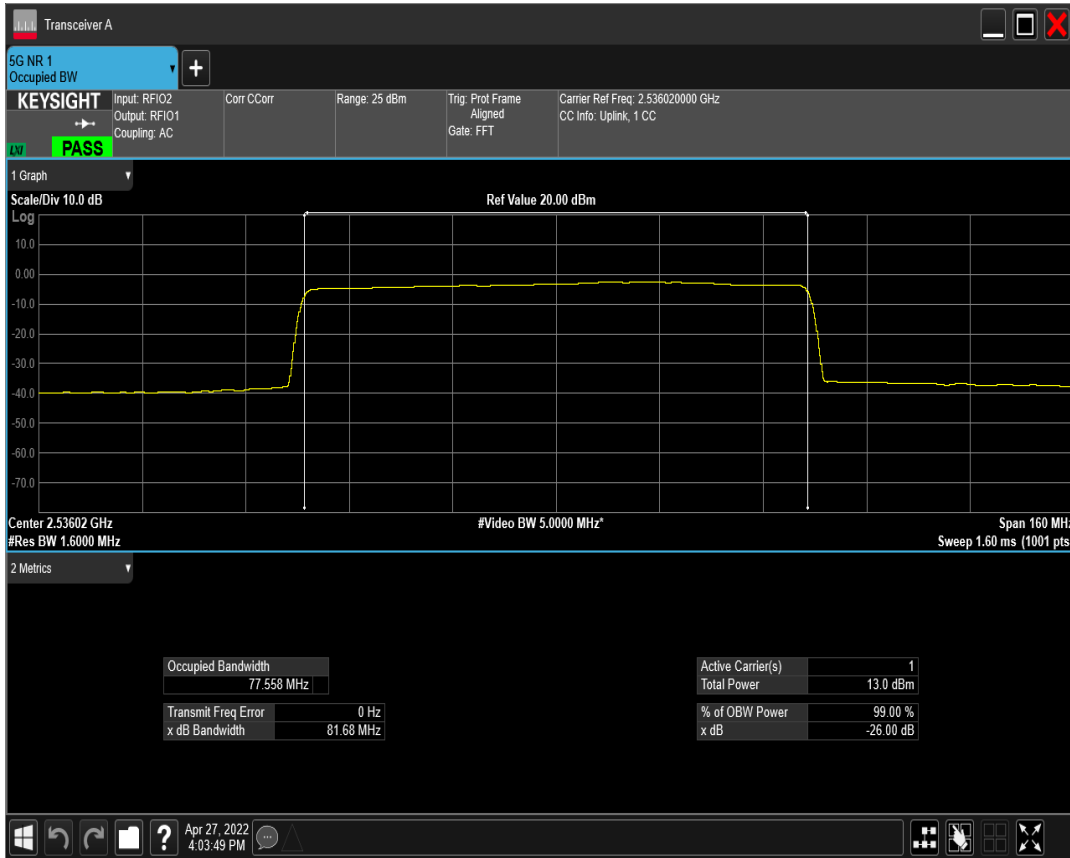 Transceiver A
5G NR 1
Occupied BW
KEYSIGHT
LXI
PASS
Input: RFIO2
Output: RFIO1
Coupling: AC
Corr CCorr
Range: 25 dBm
Trig: Prot Frame
Aligned
Gate: FFT
Carrier Ref Freq: 2.536020000 GHz
CC Info: Uplink, 1 CC
1 Graph
Scale/Div 10.0 dB
Ref Value 20.00 dBm
Log
10.0
0.00
-10.0
-20.0
-30.0
-40.0
-50.0
-60.0
-70.0
Center 2.53602 GHz
#Video BW 5.0000 MHz*
Span 160 MHz
#Res BW 1.6000 MHz
Sweep 1.60 ms (1001 pts
2 Metrics
Occupied Bandwidth
77.558 MHz
Transmit Freq Error 0 Hz
x dB Bandwidth 81.68 MHz
Active Carrier(s) 1
Total Power 13.0 dBm
% of OBW Power 99.00 %
x dB -26.00 dB
?
Apr 27, 2022
4:03:49 PM